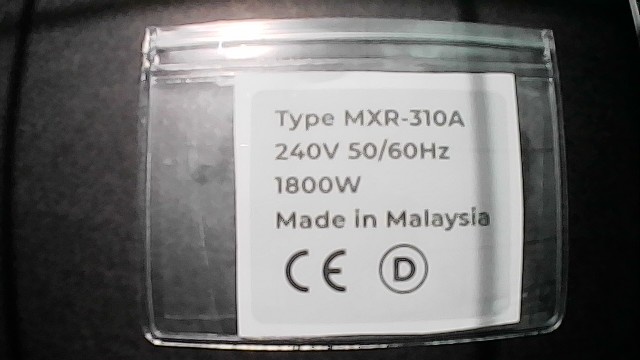 Type MXR-310A
240V 50/60Hz
1800W
Made in Malaysia
CE D